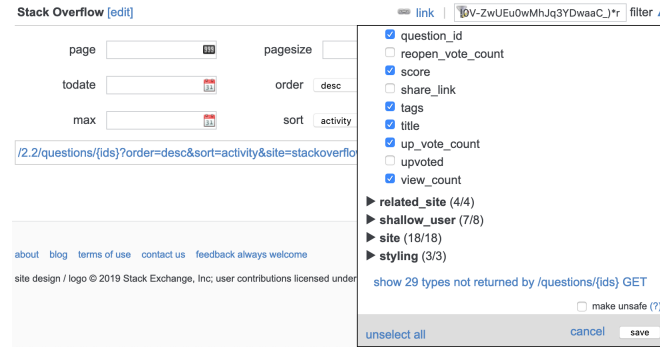 Stack Overflow [edit]
link | !0V-ZwUEu0wMhJq3YDwaaC_)*r filter
page
pagesize
todate
order desc
max
sort activity
/2.2/questions/{ids}?order=desc&sort=activity&site=stackoverflow
question_id
reopen_vote_count
score
share_link
tags
title
up_vote_count
upvoted
view_count
related_site (4/4)
shallow_user (7/8)
site (18/18)
styling (3/3)
show 29 types not returned by /questions/{ids} GET
make unsafe (?)
unselect all
cancel
save
about blog terms of use contact us feedback always welcome
site design / logo © 2019 Stack Exchange, Inc; user contributions licensed under